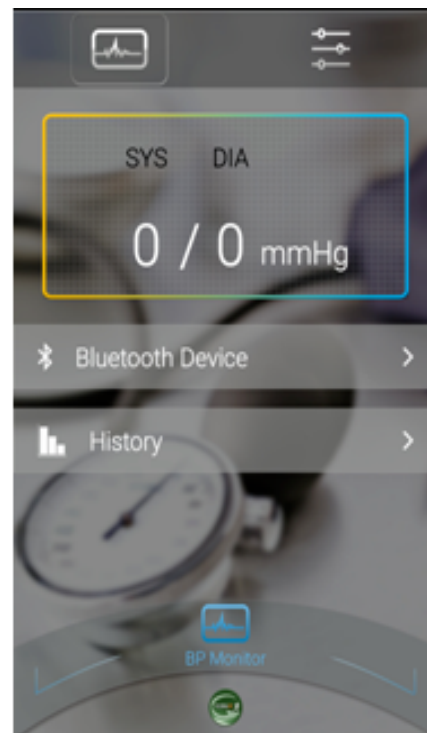 SYS DIA
0 / 0 mmHg
Bluetooth Device
History
BP Monitor